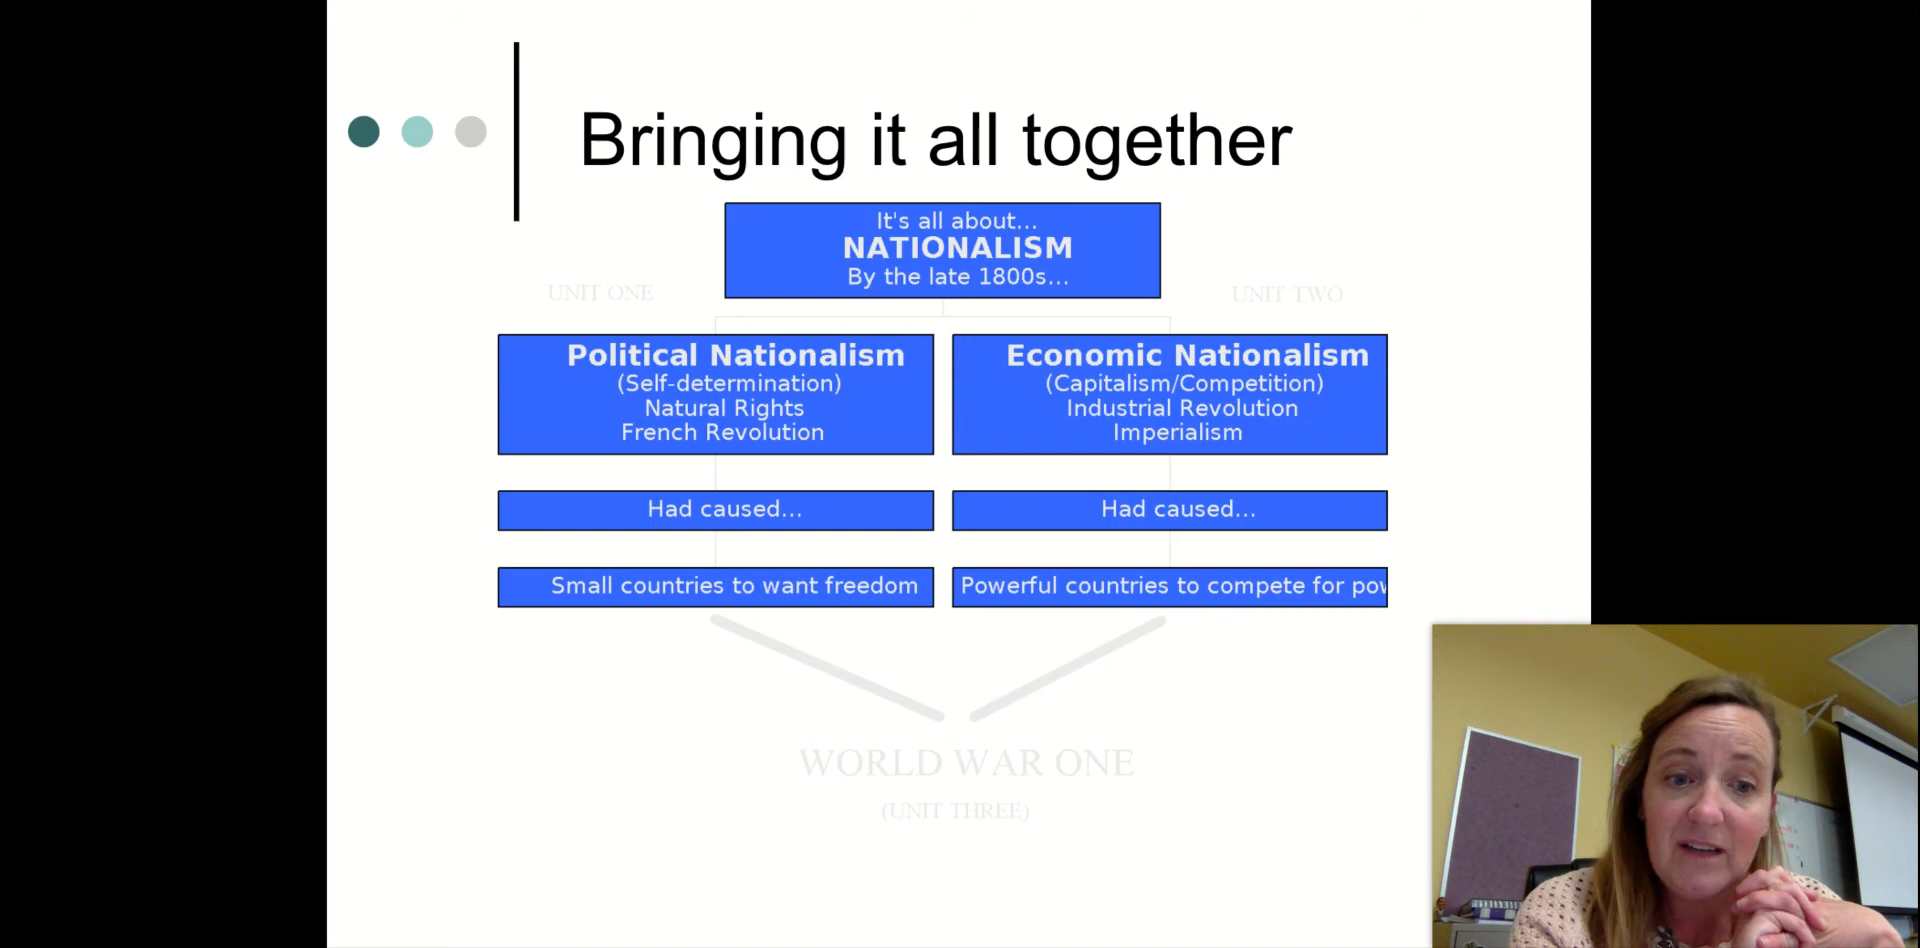 Bringing it all together
It's all about...
NATIONALISM
By the late 1800s...
UNIT ONE
UNIT TWO
Political Nationalism
(Self-determination)
Natural Rights
French Revolution
Economic Nationalism
(Capitalism/Competition)
Industrial Revolution
Imperialism
Had caused...
Had caused...
Small countries to want freedom
Powerful countries to compete for pow
WORLD WAR ONE
(UNIT THREE)